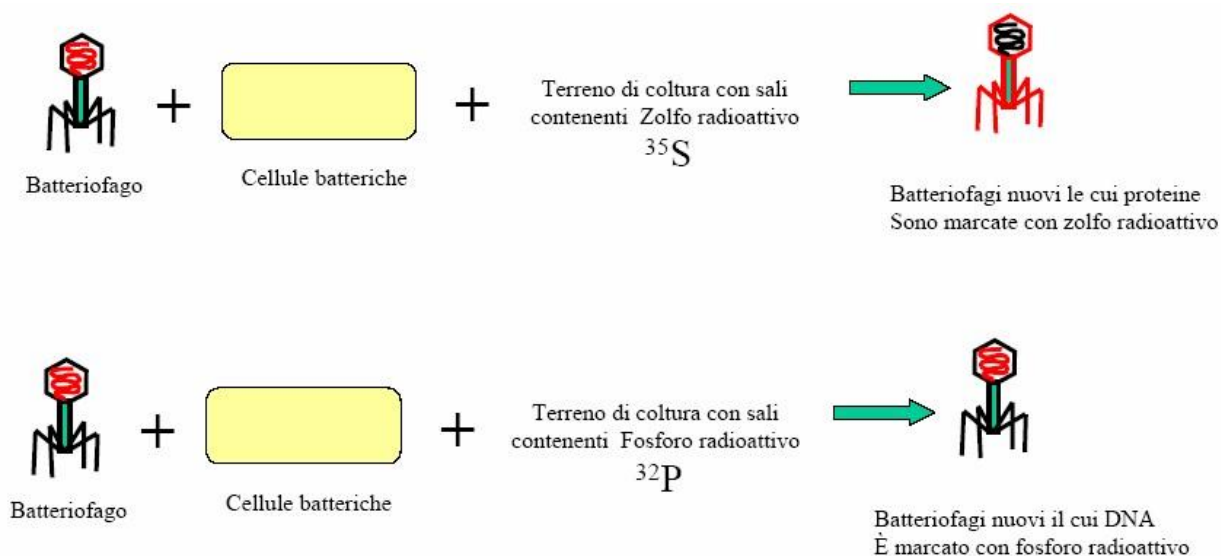 +
+
Terreno di coltura con sali
contenenti Zolfo radioattivo
35S
Batteriofago
Cellule batteriche
Batteriofagi nuovi le cui proteine
Sono marcate con zolfo radioattivo
+
+
Terreno di coltura con sali
contenenti Fosforo radioattivo
32P
Batteriofago
Cellule batteriche
Batteriofagi nuovi il cui DNA
È marcato con fosforo radioattivo